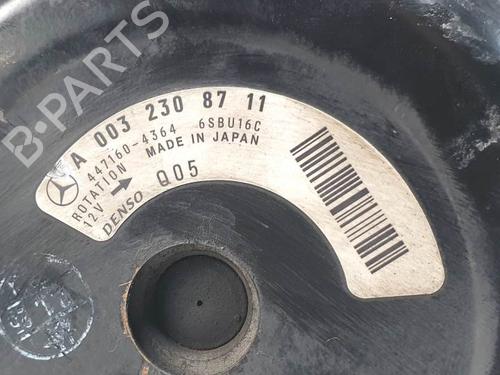 B-PARTS
A 003 230 87 11
447160-4364 6SBU16C
ROTATION MADE IN JAPAN
12V DENSO Q05